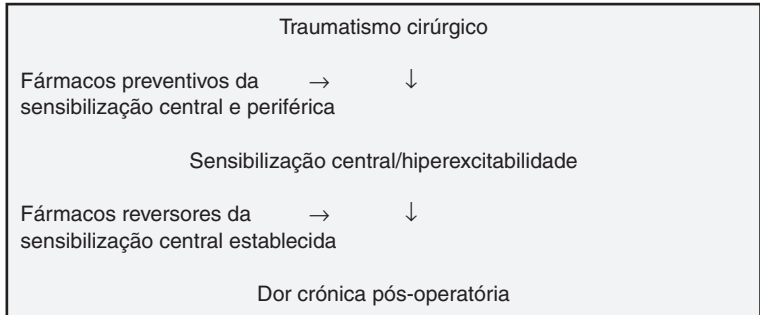 Traumatismo cirúrgico
Fármacos preventivos da → ↓
sensibilização central e periférica
Sensibilização central/hiperexcitabilidade
Fármacos reversores da → ↓
sensibilização central establecida
Dor crónica pós-operatória